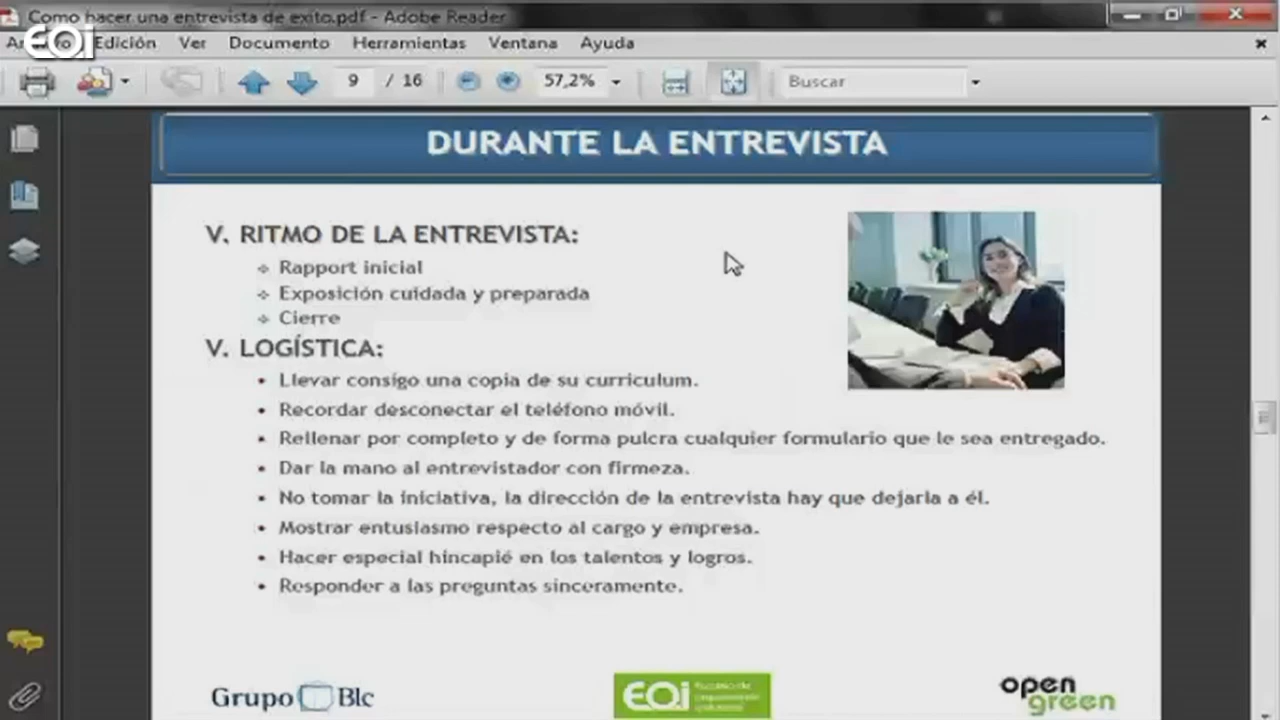 Como hacer una entrevista de exito.pdf - Adobe Reader
EOi
Edición Ver Documento Herramientas Ventana Ayuda
9 / 16 57,2% Buscar
DURANTE LA ENTREVISTA
V. RITMO DE LA ENTREVISTA:
Rapport inicial
Exposición cuidada y preparada
Cierre
V. LOGÍSTICA:
• Llevar consigo una copia de su curriculum.
• Recordar desconectar el teléfono móvil.
• Rellenar por completo y de forma pulcra cualquier formulario que le sea entregado.
• Dar la mano al entrevistador con firmeza.
• No tomar la iniciativa, la dirección de la entrevista hay que dejarla a él.
• Mostrar entusiasmo respecto al cargo y empresa.
• Hacer especial hincapié en los talentos y logros.
• Responder a las preguntas sinceramente.
Grupo Blc
EOi
open
green